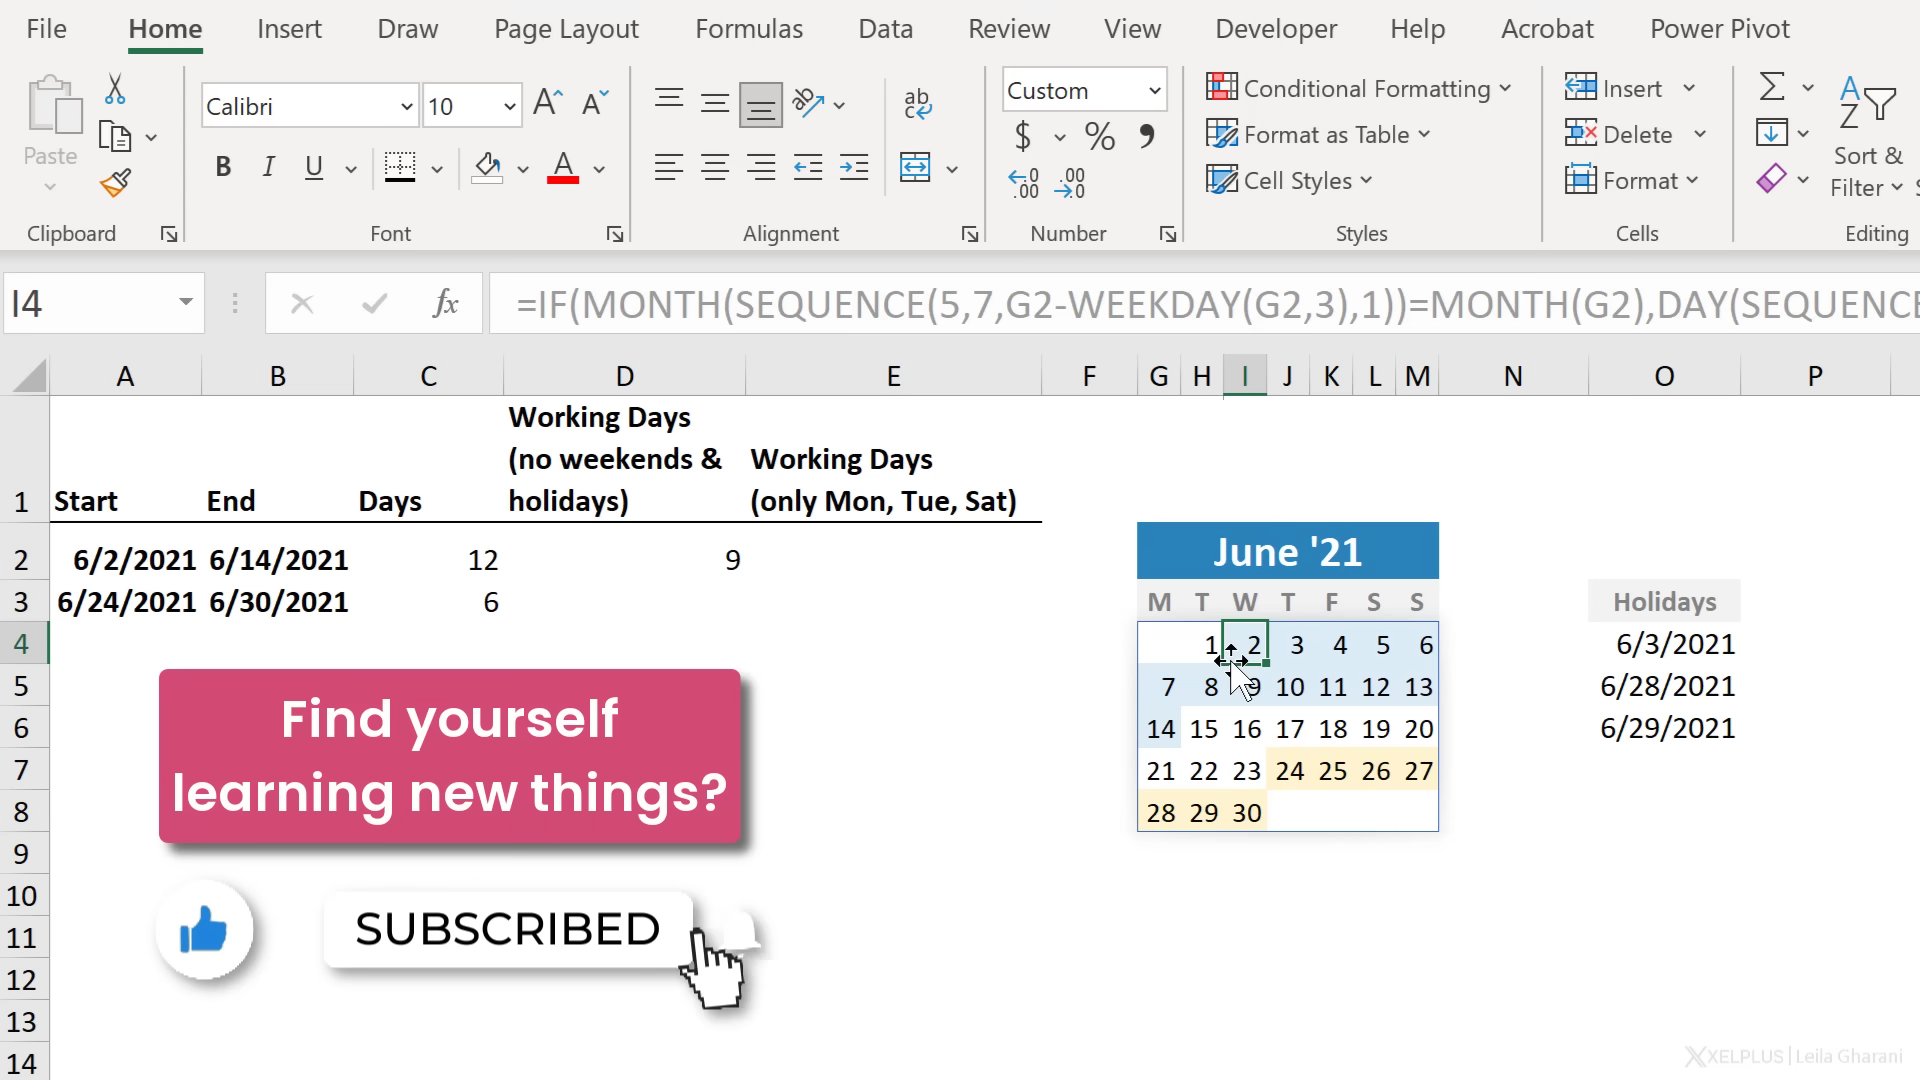 File Home Insert Draw Page Layout Formulas Data Review View Developer Help Acrobat Power Pivot
Paste
Clipboard
Calibri 10
B I U A
Font
ab
Alignment
Custom
$ % ,
Number
Conditional Formatting
Format as Table
Cell Styles
Styles
Insert
Delete
Format
Cells
Sort &
Filter
Editing
I4
fx
=IF(MONTH(SEQUENCE(5,7,G2-WEEKDAY(G2,3),1))=MONTH(G2),DAY(SEQUENCE
A B C D E F G H I J K L M N O P
Working Days
(no weekends & Working Days
1 Start End Days holidays) (only Mon, Tue, Sat)
2 6/2/2021 6/14/2021 12 9
3 6/24/2021 6/30/2021 6
4
5
6
7
8
9
10
11
12
13
14
June '21
M T W T F S S
1 2 3 4 5 6
7 8 9 10 11 12 13
14 15 16 17 18 19 20
21 22 23 24 25 26 27
28 29 30
Holidays
6/3/2021
6/28/2021
6/29/2021
Find yourself
learning new things?
SUBSCRIBED
XELPLUS | Leila Gharani